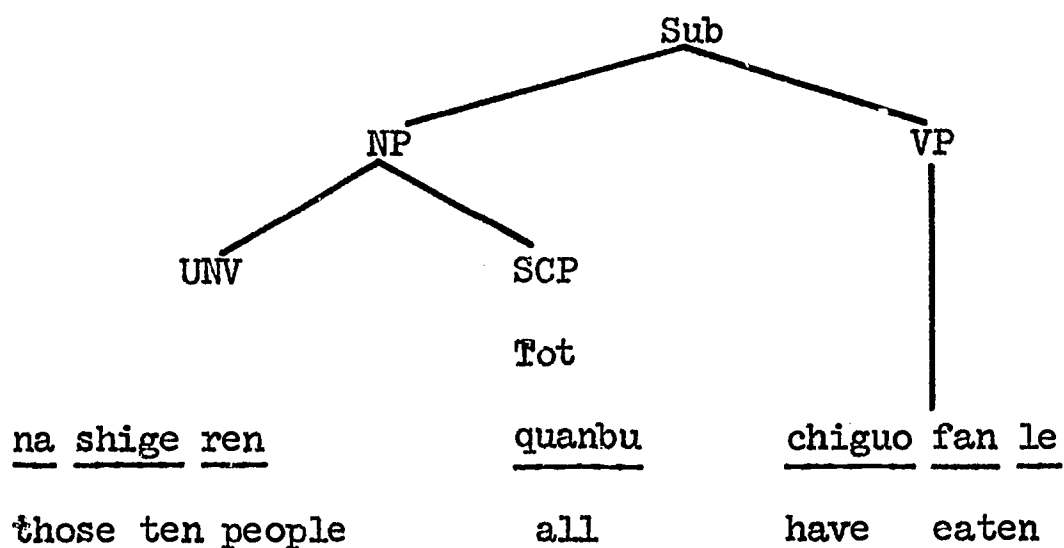 Sub
NP VP
UNV SCP
Tot
na shige ren quanbu chiguo fan le
those ten people all have eaten